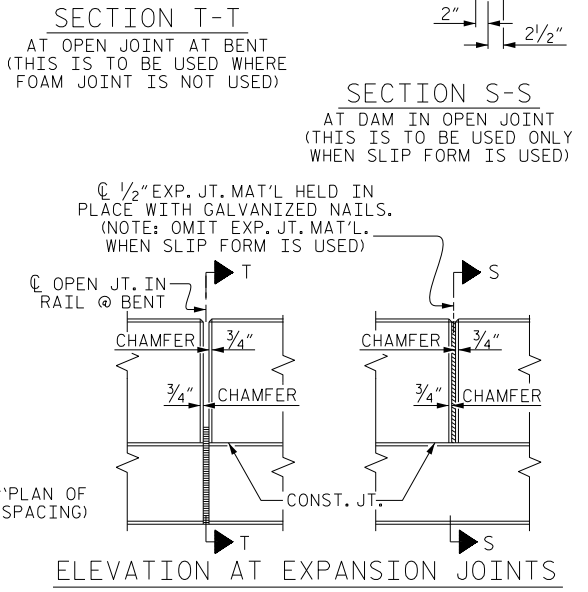 SECTION T-T
AT OPEN JOINT AT BENT
(THIS IS TO BE USED WHERE
FOAM JOINT IS NOT USED)
2"
2½"
SECTION S-S
AT DAM IN OPEN JOINT
(THIS IS TO BE USED ONLY
WHEN SLIP FORM IS USED)
℄ ½" EXP. JT. MAT'L HELD IN
PLACE WITH GALVANIZED NAILS.
(NOTE: OMIT EXP. JT. MAT'L.
WHEN SLIP FORM IS USED)
℄ OPEN JT. IN
RAIL @ BENT
T
S
CHAMFER
¾"
CHAMFER
¾"
¾"
CHAMFER
¾"
CHAMFER
"PLAN OF
SPACING)
CONST. JT.
T
S
ELEVATION AT EXPANSION JOINTS